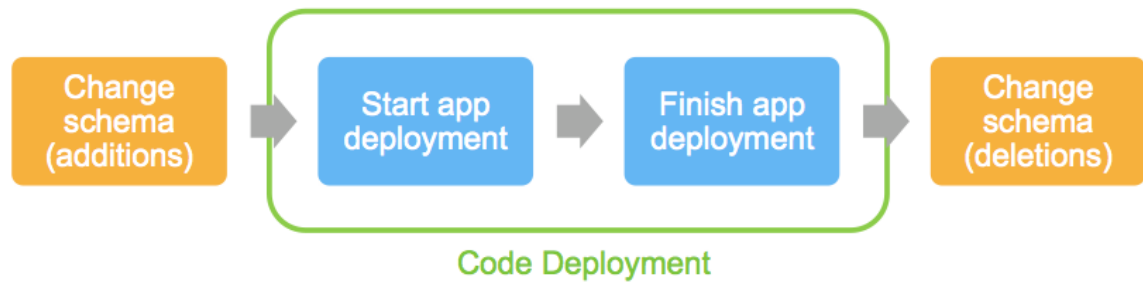 Change
schema
(additions)
Start app
deployment
Finish app
deployment
Change
schema
(deletions)
Code Deployment